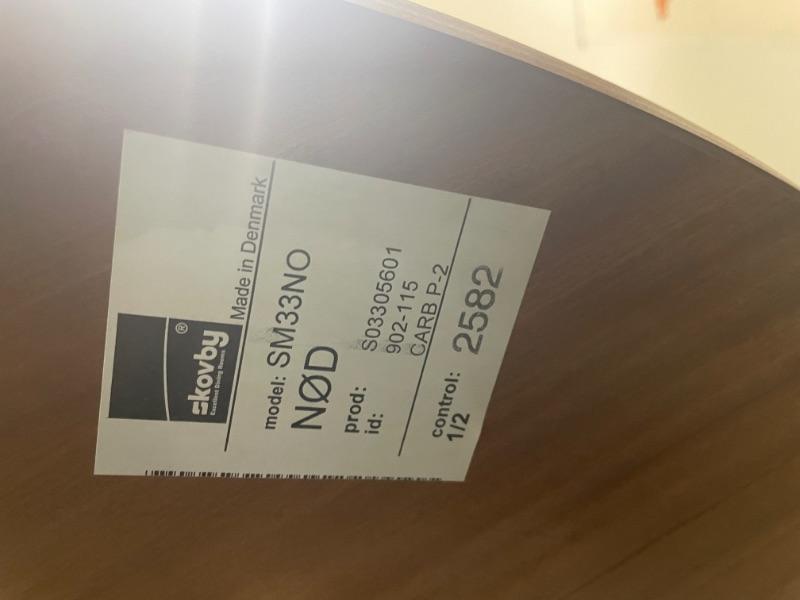 skovby®
Excellent Dining Rooms
Made in Denmark
model: SM33NO
NØD
prod: S03305601
id: 902-115
CARB P-2
control: 2582
1/2